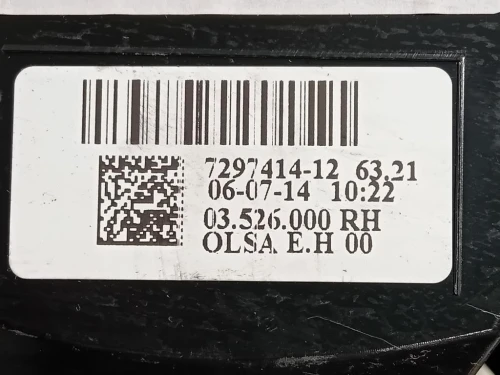 7297414-12 63.21
06-07-14 10:22
03.526.000 RH
OLSA E.H 00